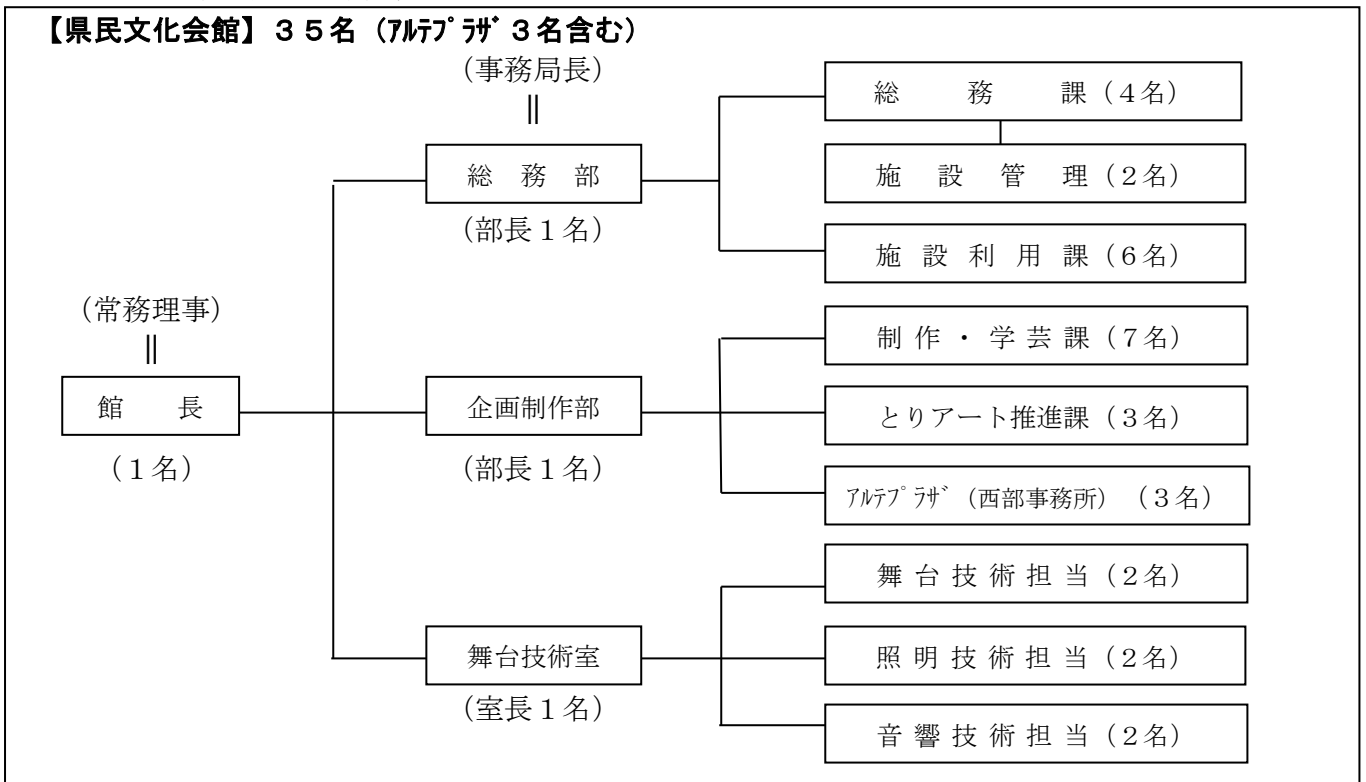 【県民文化会館】３５名（ｱﾙﾃﾌﾟﾗｻﾞ３名含む）
（事務局長）
||
総務部
（部長１名）
総務課（４名）
施設管理（２名）
施設利用課（６名）
（常務理事）
||
館長
（１名）
企画制作部
（部長１名）
制作・学芸課（７名）
とりアート推進課（３名）
ｱﾙﾃﾌﾟﾗｻﾞ（西部事務所）（３名）
舞台技術室
（室長１名）
舞台技術担当（２名）
照明技術担当（２名）
音響技術担当（２名）